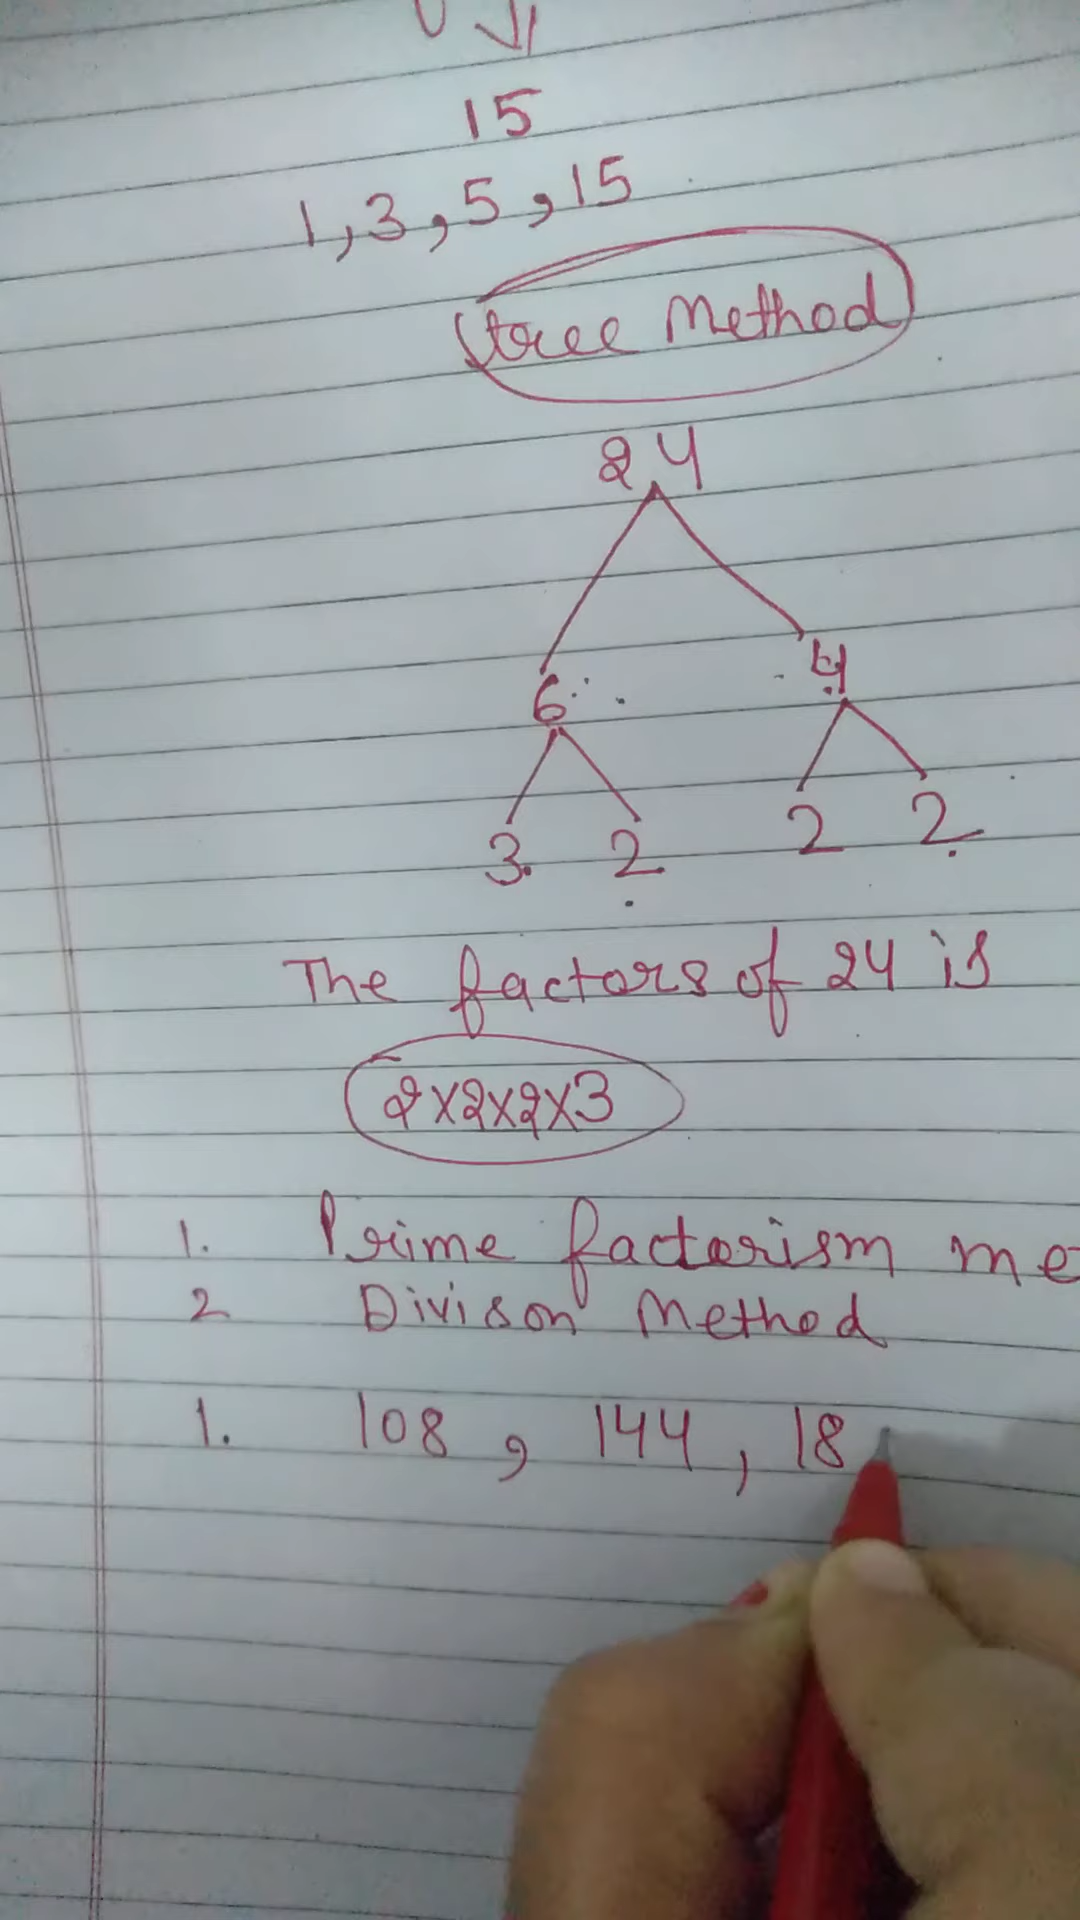 15
1, 3, 5, 15
tree Method
24
6 4
3 2 2 2
The factors of 24 is
2x2x2x3
1. Prime factorism me
2 Divison Method
1. 108, 144, 18